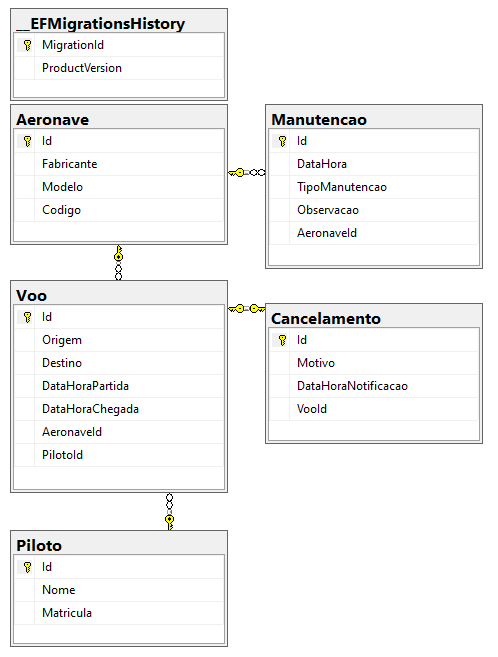 __EFMigrationsHistory
MigrationId
ProductVersion
Aeronave
Id
Fabricante
Modelo
Codigo
Manutencao
Id
DataHora
TipoManutencao
Observacao
AeronaveId
Voo
Id
Origem
Destino
DataHoraPartida
DataHoraChegada
AeronaveId
PilotoId
Cancelamento
Id
Motivo
DataHoraNotificacao
VooId
Piloto
Id
Nome
Matricula